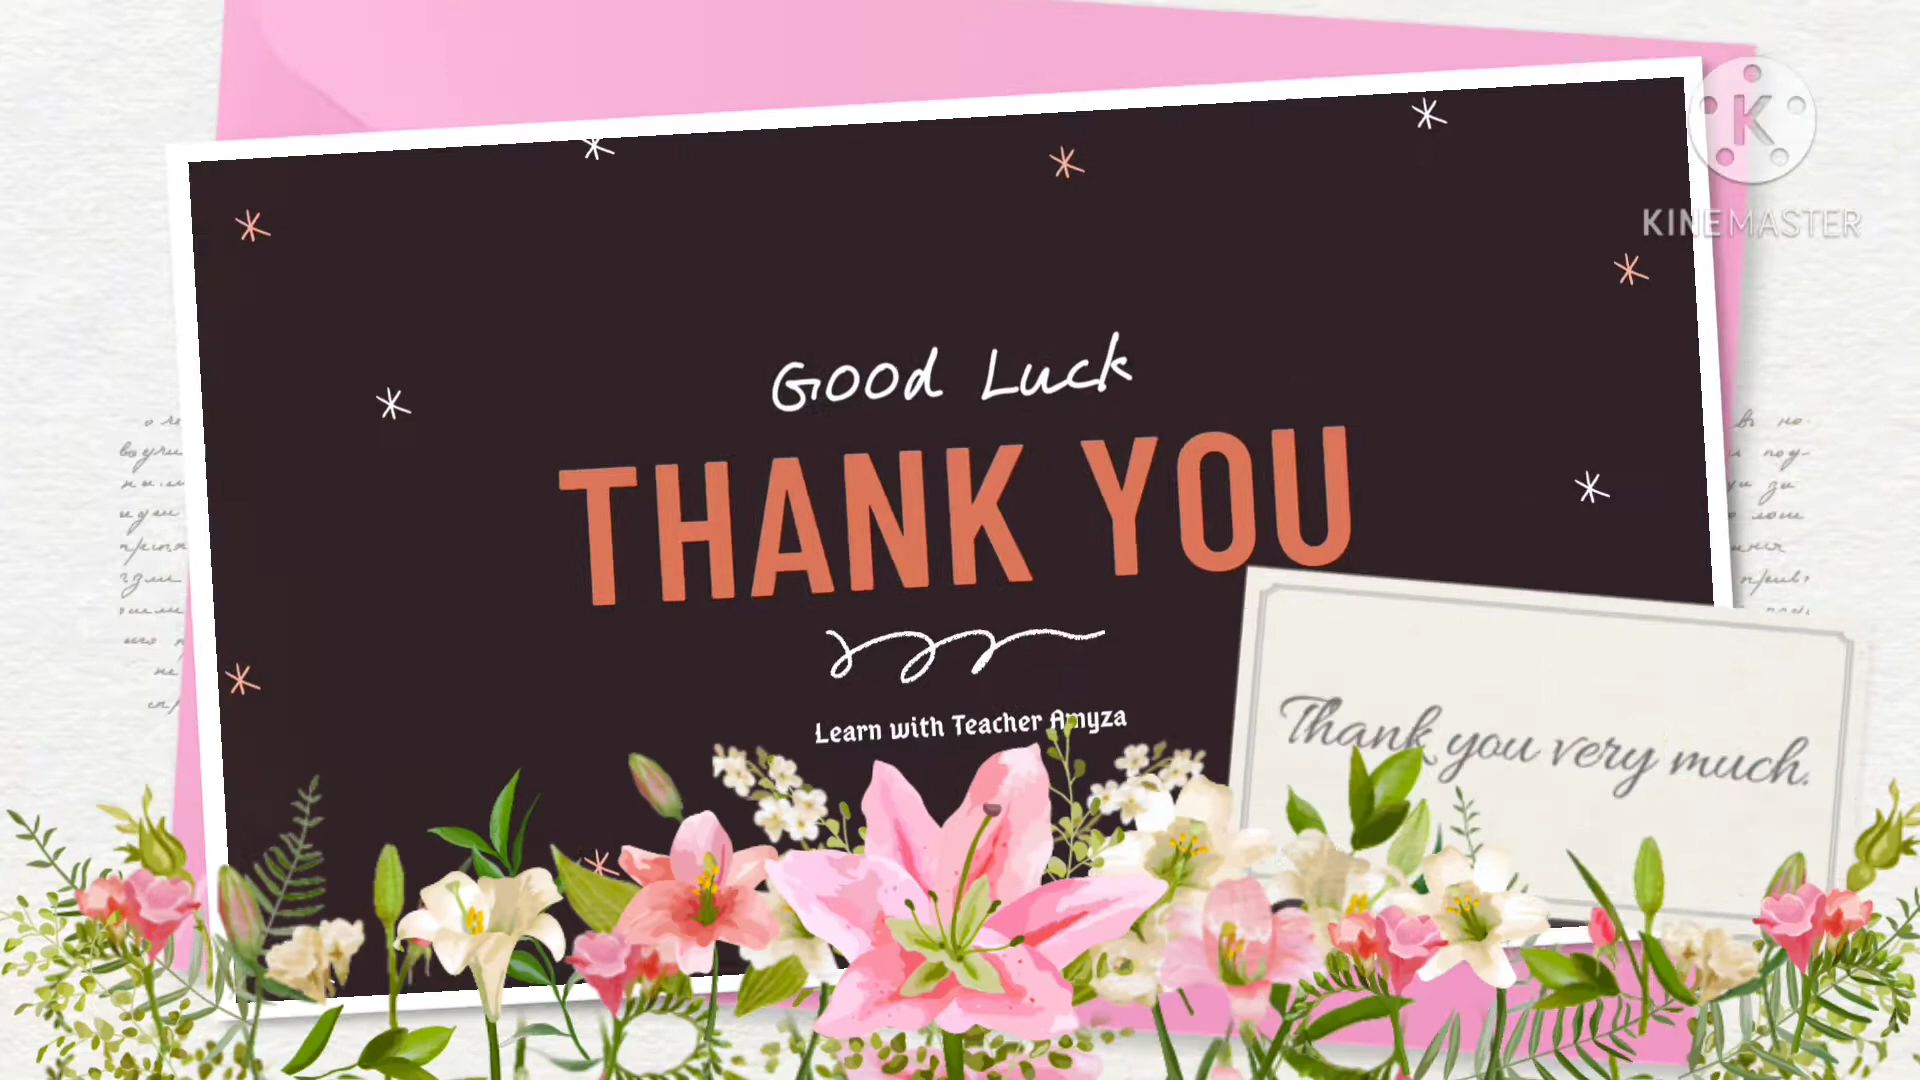 K
KINEMASTER
Good Luck
THANK YOU
Learn with Teacher Amyza
Thank you very much.